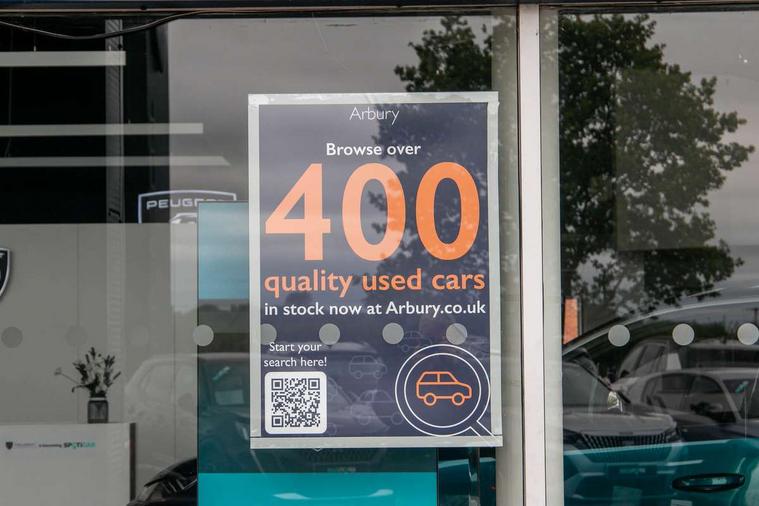 Arbury
Browse over
400
quality used cars
in stock now at Arbury.co.uk
Start your
search here!
PEUGEOT
SPOTICAR